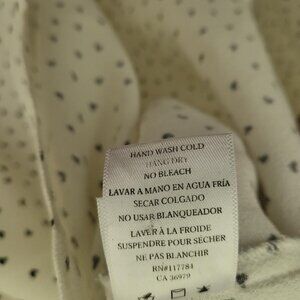 HAND WASH COLD
HANG DRY
NO BLEACH
LAVAR A MANO EN AGUA FRÍA
SECAR COLGADO
NO USAR BLANQUEADOR
LAVER À LA FROIDE
SUSPENDRE POUR SÉCHER
NE PAS BLANCHIR
RN#117784
CA 36979